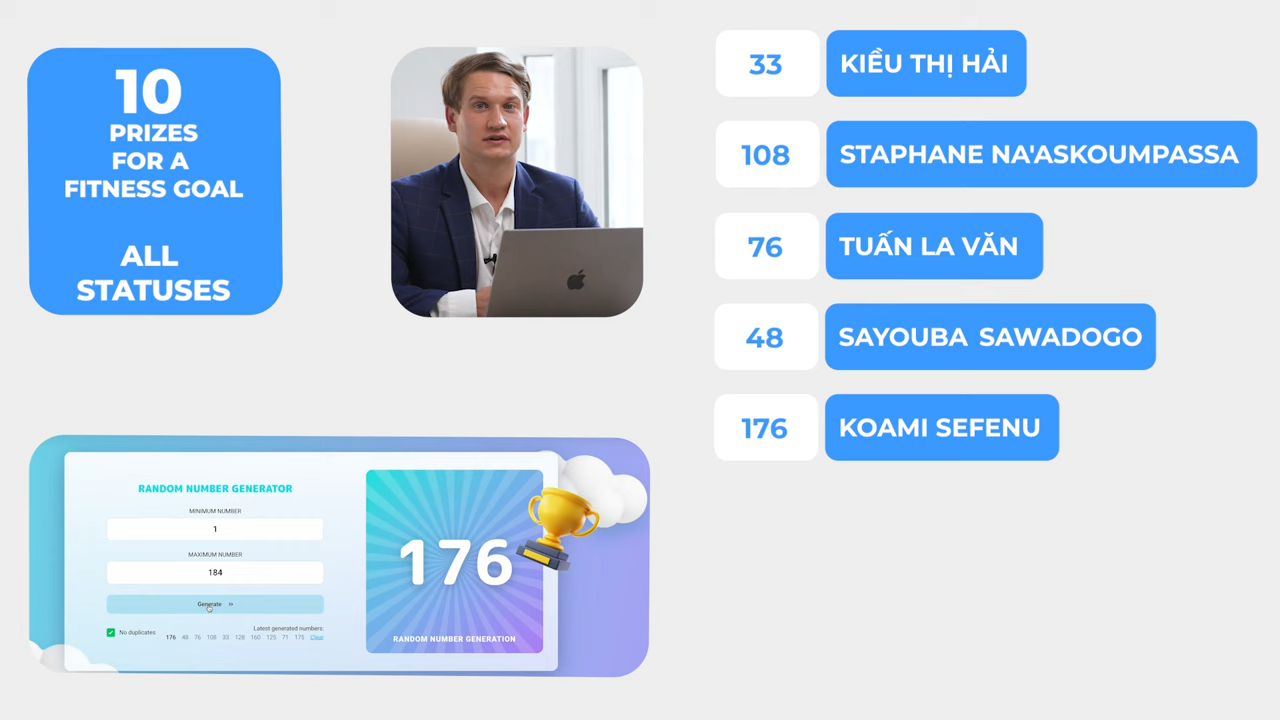 10
PRIZES
FOR A
FITNESS GOAL
ALL
STATUSES
33 KIỀU THỊ HẢI
108 STAPHANE NA'ASKOUMPASSA
76 TUẤN LA VĂN
48 SAYOUBA SAWADOGO
176 KOAMI SEFENU
RANDOM NUMBER GENERATOR
MINIMUM NUMBER
1
MAXIMUM NUMBER
184
Generate
No duplicates
Latest generated numbers:
176 48 76 108 33 128 160 125 71 175 Clear
176
RANDOM NUMBER GENERATION